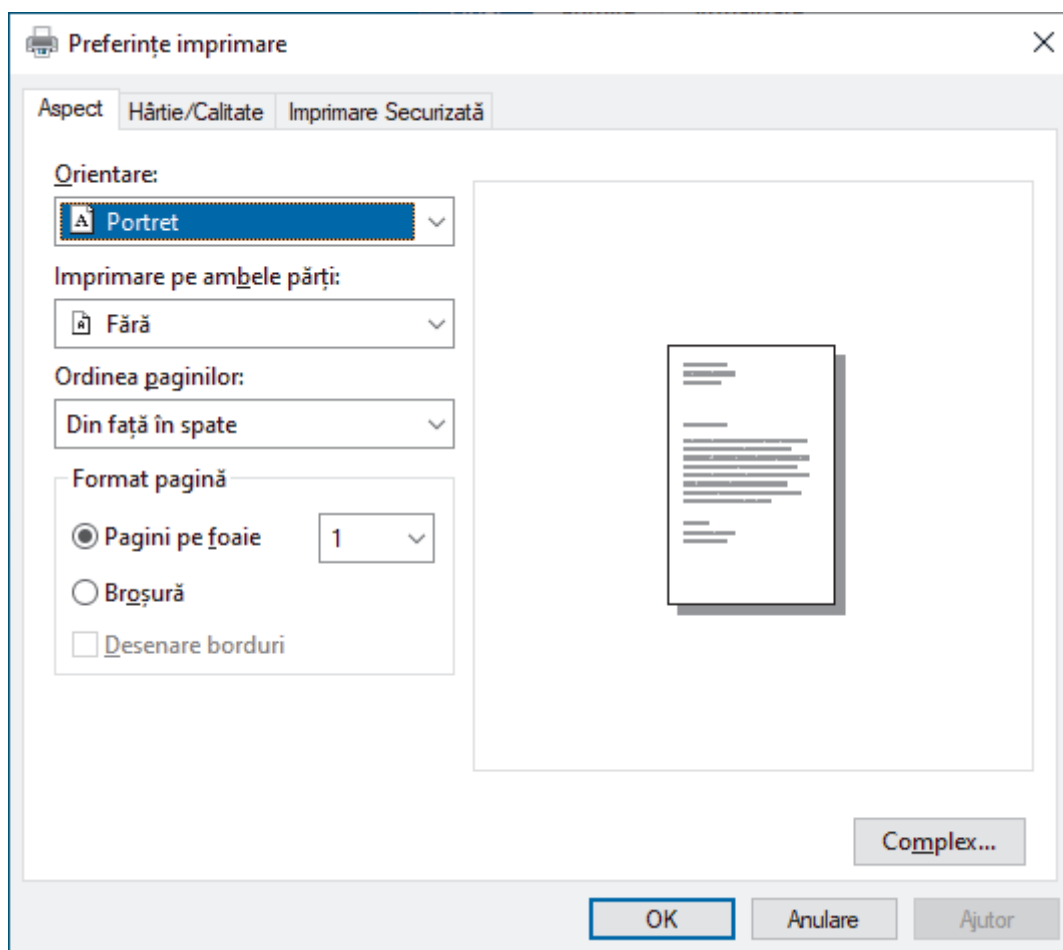 Preferințe imprimare
Aspect
Hârtie/Calitate
Imprimare Securizată
Orientare:
Portret
Imprimare pe ambele părți:
Fără
Ordinea paginilor:
Din față în spate
Format pagină
Pagini pe foaie
1
Broșură
Desenare borduri
Complex...
OK
Anulare
Ajutor